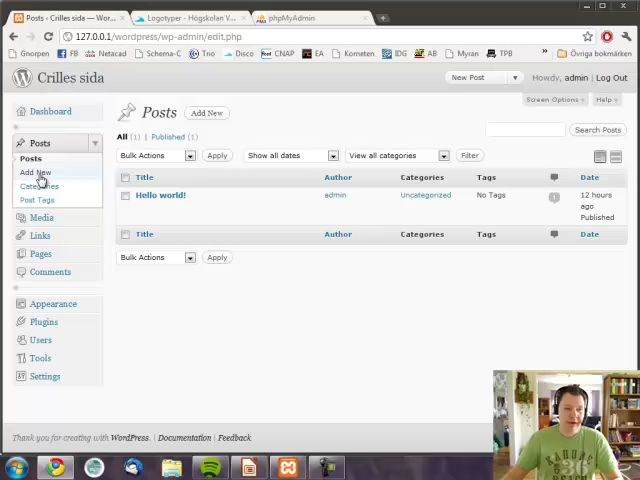 Posts ‹ Crilles sida — Wor...
Logotyper - Högskolan V...
phpMyAdmin
127.0.0.1/wordpress/wp-admin/edit.php
Gnorpen
FB
Netacad
Schema-C
Trio
Disco
CNAP
EA
Kometen
IDG
AB
Myran
TPB
»
Övriga bokmärken
Crilles sida
New Post
Howdy, admin | Log Out
Screen Options
Help
Dashboard
Posts
Posts
Add New
Categories
Post Tags
Media
Links
Pages
Comments
Appearance
Plugins
Users
Tools
Settings
Posts
Add New
All (1) | Published (1)
Search Posts
Bulk Actions
Apply
Show all dates
View all categories
Filter
Title Author Categories Tags Date
Hello world! admin Uncategorized No Tags 1 12 hours
ago
Published
Title Author Categories Tags Date
Bulk Actions
Apply
Thank you for creating with WordPress. | Documentation | Feedback
36